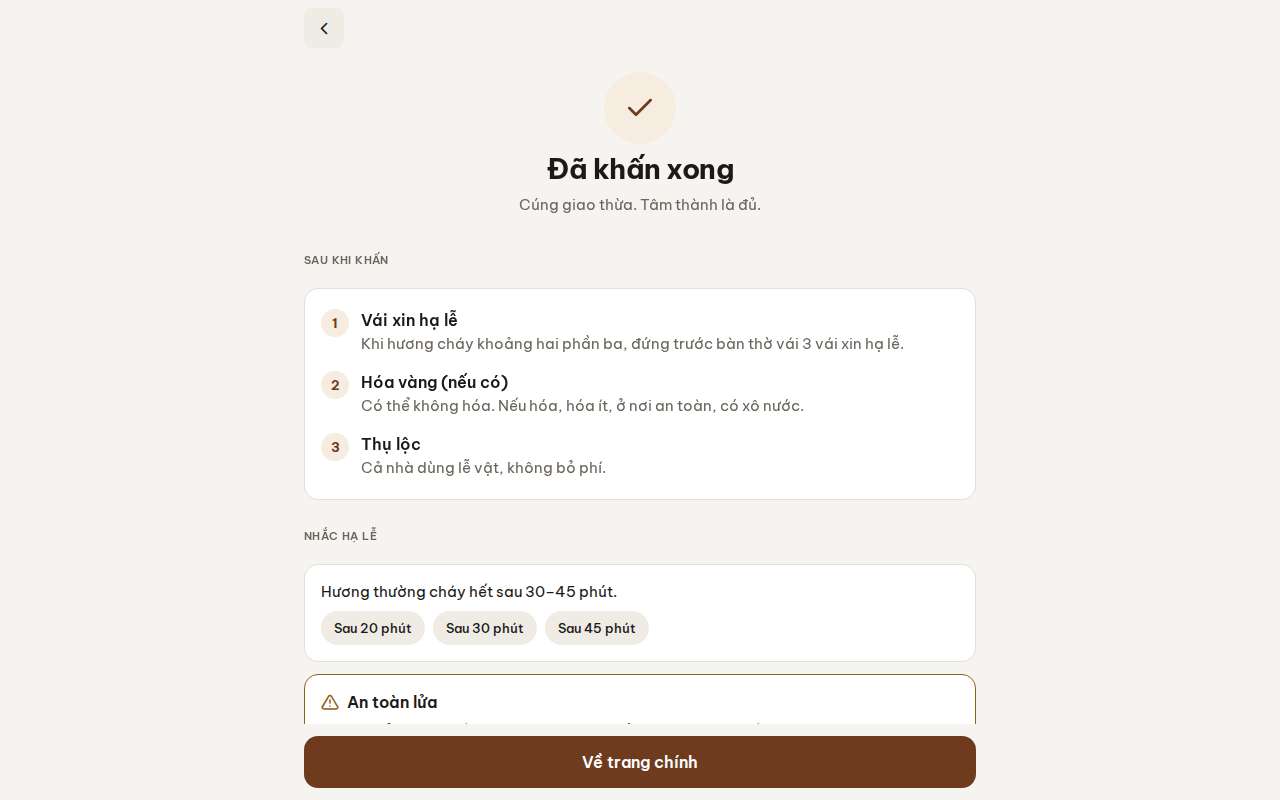 Đã khấn xong
Cúng giao thừa. Tâm thành là đủ.
SAU KHI KHẤN
1
Vái xin hạ lễ
Khi hương cháy khoảng hai phần ba, đứng trước bàn thờ vái 3 vái xin hạ lễ.
2
Hóa vàng (nếu có)
Có thể không hóa. Nếu hóa, hóa ít, ở nơi an toàn, có xô nước.
3
Thụ lộc
Cả nhà dùng lễ vật, không bỏ phí.
NHẮC HẠ LỄ
Hương thường cháy hết sau 30–45 phút.
Sau 20 phút
Sau 30 phút
Sau 45 phút
An toàn lửa
Về trang chính